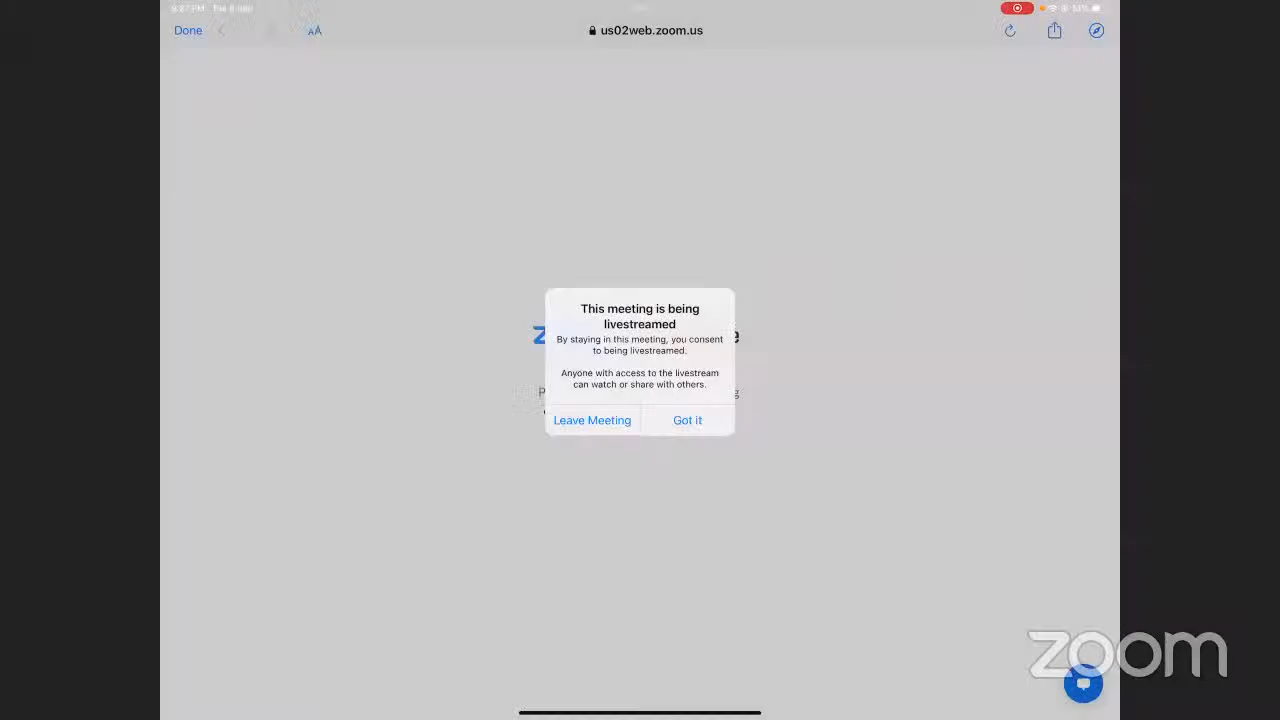 Done
AA
us02web.zoom.us
This meeting is being
livestreamed
By staying in this meeting, you consent
to being livestreamed.
Anyone with access to the livestream
can watch or share with others.
Leave Meeting
Got it
zoom